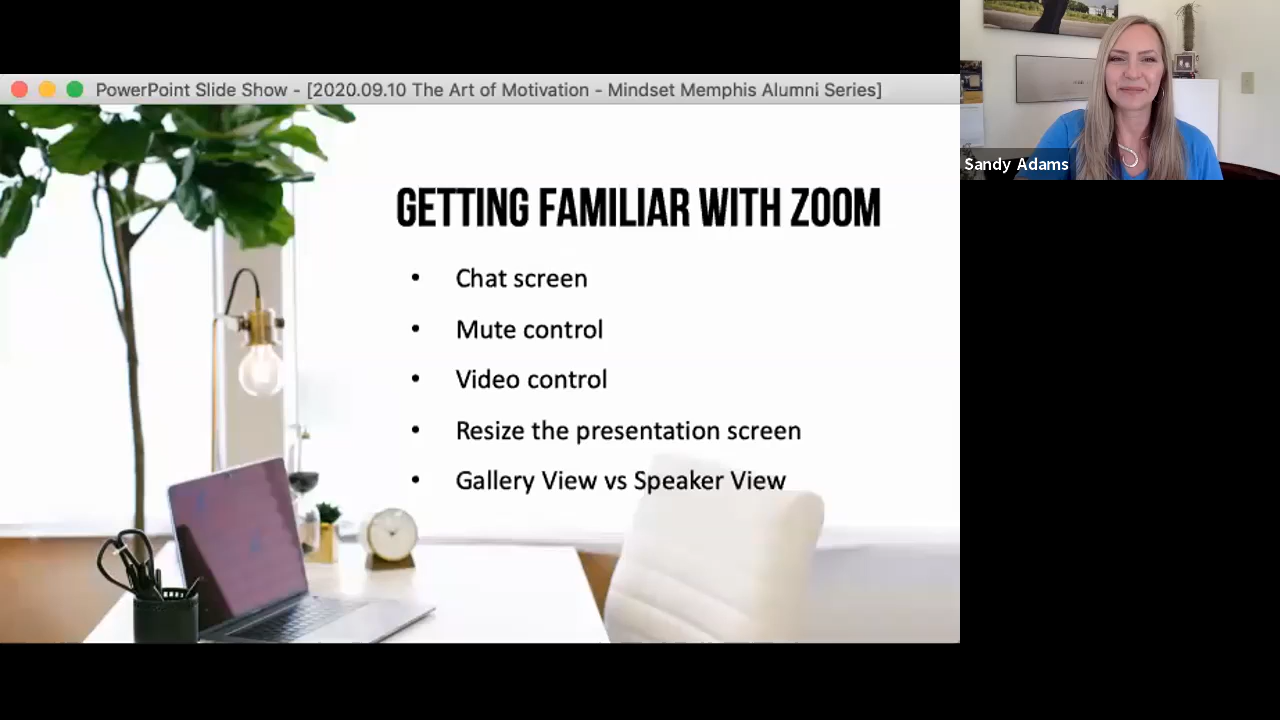 PowerPoint Slide Show - [2020.09.10 The Art of Motivation - Mindset Memphis Alumni Series]
Sandy Adams
GETTING FAMILIAR WITH ZOOM
• Chat screen
• Mute control
• Video control
• Resize the presentation screen
• Gallery View vs Speaker View